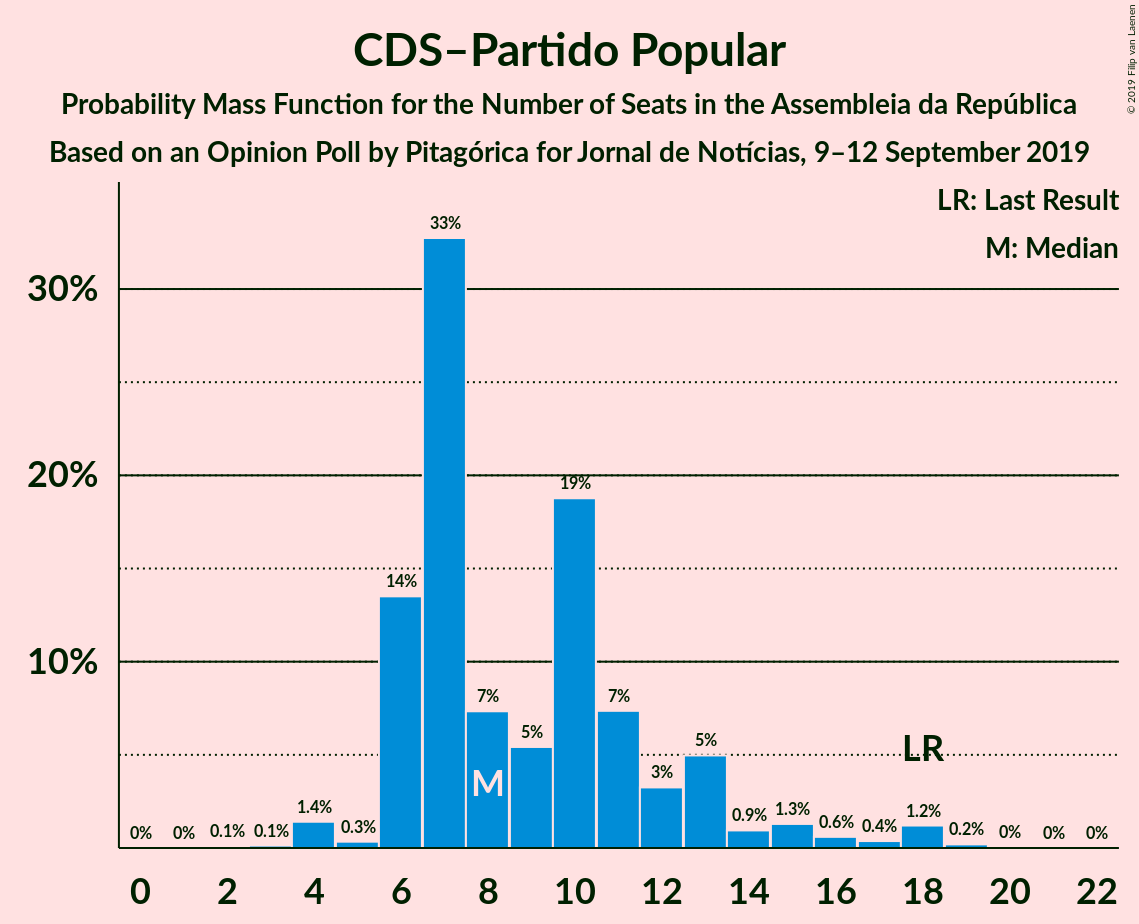 CDS–Partido Popular
Probability Mass Function for the Number of Seats in the Assembleia da República
Based on an Opinion Poll by Pitagórica for Jornal de Notícias, 9–12 September 2019
© 2019 Filip van Laenen
LR: Last Result
M: Median
30%
20%
10%
0% 0% 0.1% 0.1% 1.4% 0.3% 14% 33% 7% 5% 19% 7% 3% 5% 0.9% 1.3% 0.6% 0.4% 1.2% 0.2% 0% 0% 0%
M
LR
0 2 4 6 8 10 12 14 16 18 20 22